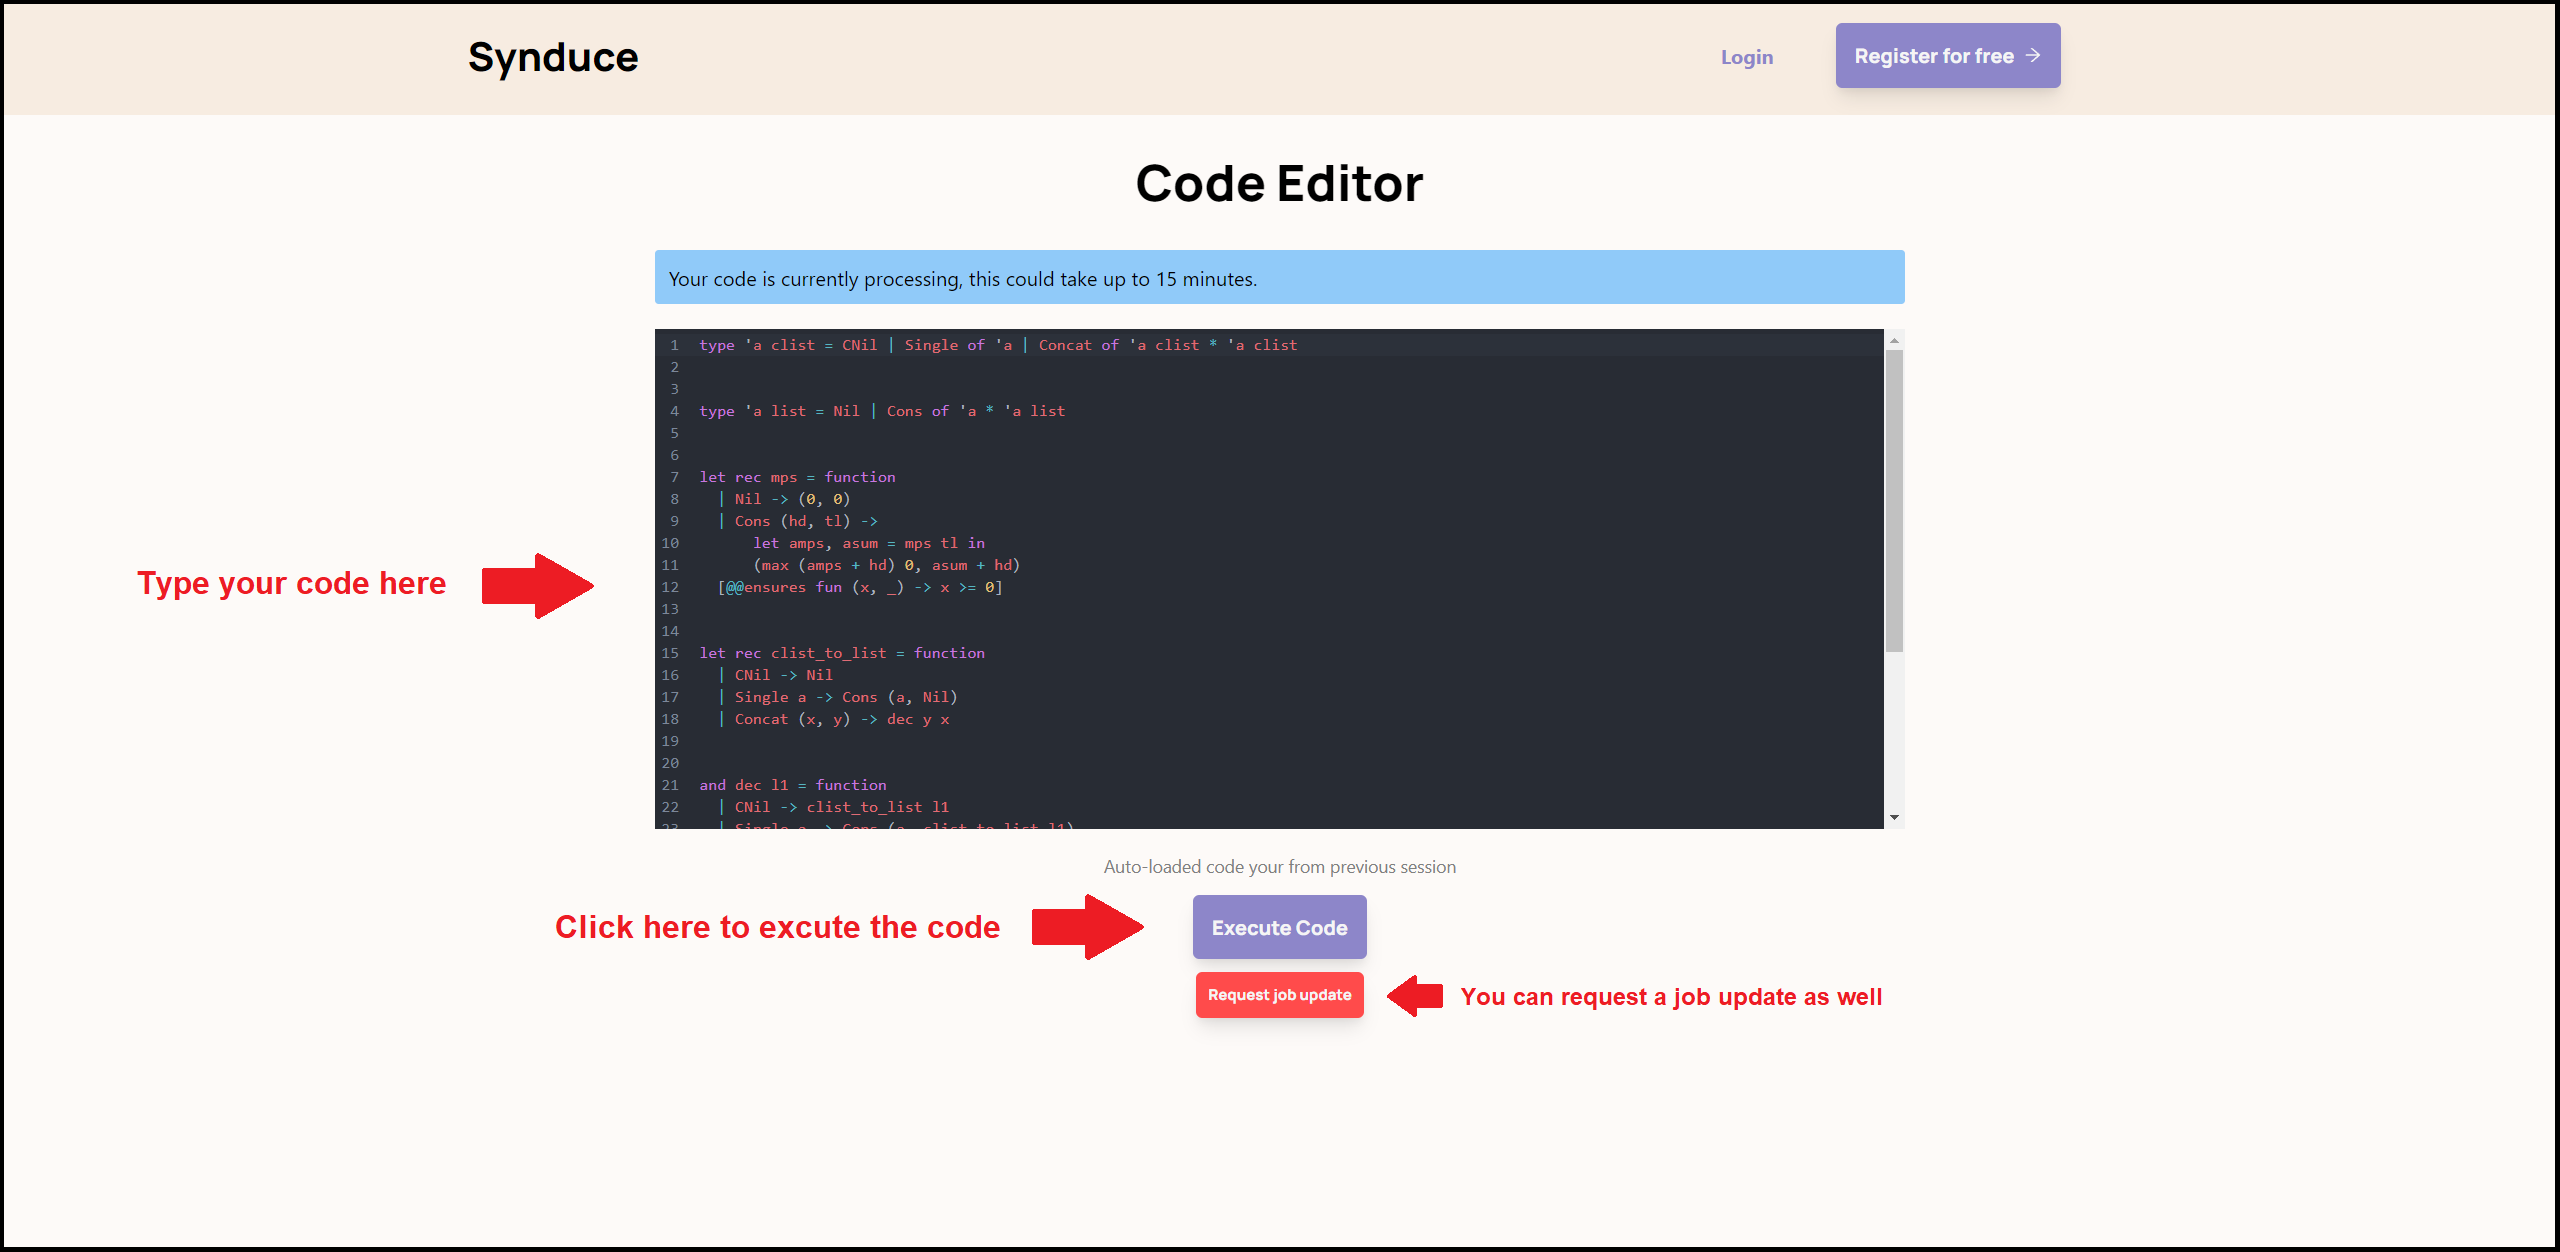 Synduce
Login
Register for free →
Code Editor
Your code is currently processing, this could take up to 15 minutes.
1 type 'a clist = CNil | Single of 'a | Concat of 'a clist * 'a clist
2
3
4 type 'a list = Nil | Cons of 'a * 'a list
5
6
7 let rec mps = function
8   | Nil -> (0, 0)
9   | Cons (hd, tl) ->
10       let amps, asum = mps tl in
11       (max (amps + hd) 0, asum + hd)
12   [@@ensures fun (x, _) -> x >= 0]
13
14
15 let rec clist_to_list = function
16   | CNil -> Nil
17   | Single a -> Cons (a, Nil)
18   | Concat (x, y) -> dec y x
19
20
21 and dec l1 = function
22   | CNil -> clist_to_list l1
23   | Single a -> Cons (a, clist_to_list l1)
Type your code here
Auto-loaded code your from previous session
Click here to excute the code
Execute Code
Request job update
You can request a job update as well